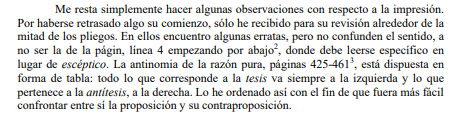 Me resta simplemente hacer algunas observaciones con respecto a la impresión.
Por haberse retrasado algo su comienzo, sólo he recibido para su revisión alrededor de la
mitad de los pliegos. En ellos encuentro algunas erratas, pero no confunden el sentido, a
no ser la de la página, línea 4 empezando por abajo², donde debe leerse específico en
lugar de escéptico. La antinomia de la razón pura, páginas 425-461³, está dispuesta en
forma de tabla: todo lo que corresponde a la tesis va siempre a la izquierda y lo que
pertenece a la antítesis, a la derecha. Lo he ordenado así con el fin de que fuera más fácil
confrontar entre sí la proposición y su contraproposición.